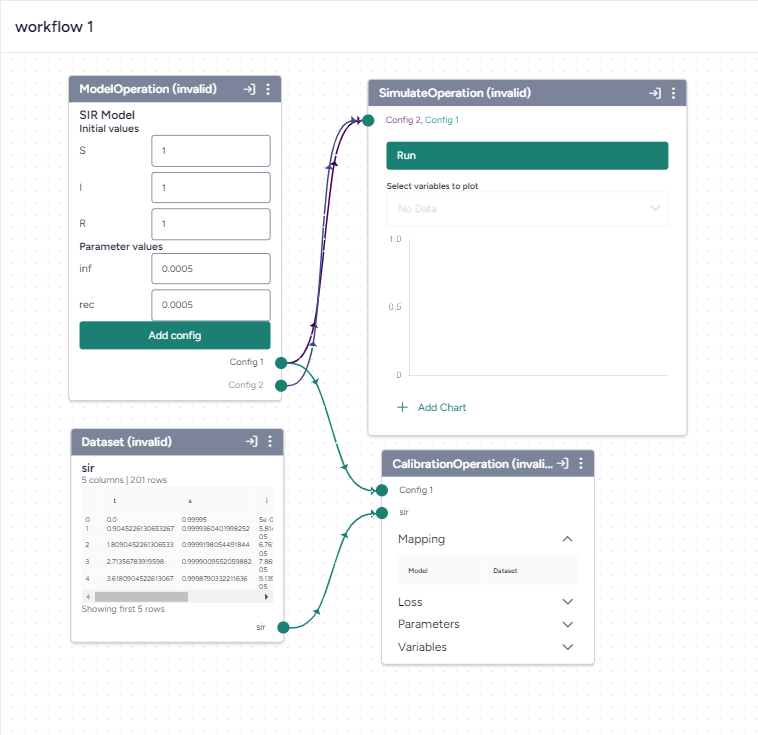 workflow 1
ModelOperation (invalid)
SIR Model
Initial values
S 1
I 1
R 1
Parameter values
inf 0.0005
rec 0.0005
Add config
Config 1
Config 2
SimulateOperation (invalid)
Config 2, Config 1
Run
Select variables to plot
No Data
1.0
0.5
0
Add Chart
Dataset (invalid)
sir
5 columns | 201 rows
t s i
0 0.0 0.99995
1 0.9045226130653267 0.9999360401998252 5.814
05
2 1.8090452261306533 0.9999198054491844 6.76
05
3 2.71356783919598 0.9999009552059882 7.86
05
4 3.6180904522613067 0.9998790332211636 9.135
05
Showing first 5 rows
sir
CalibrationOperation (invali...
Config 1
sir
Mapping
Model Dataset
Loss
Parameters
Variables